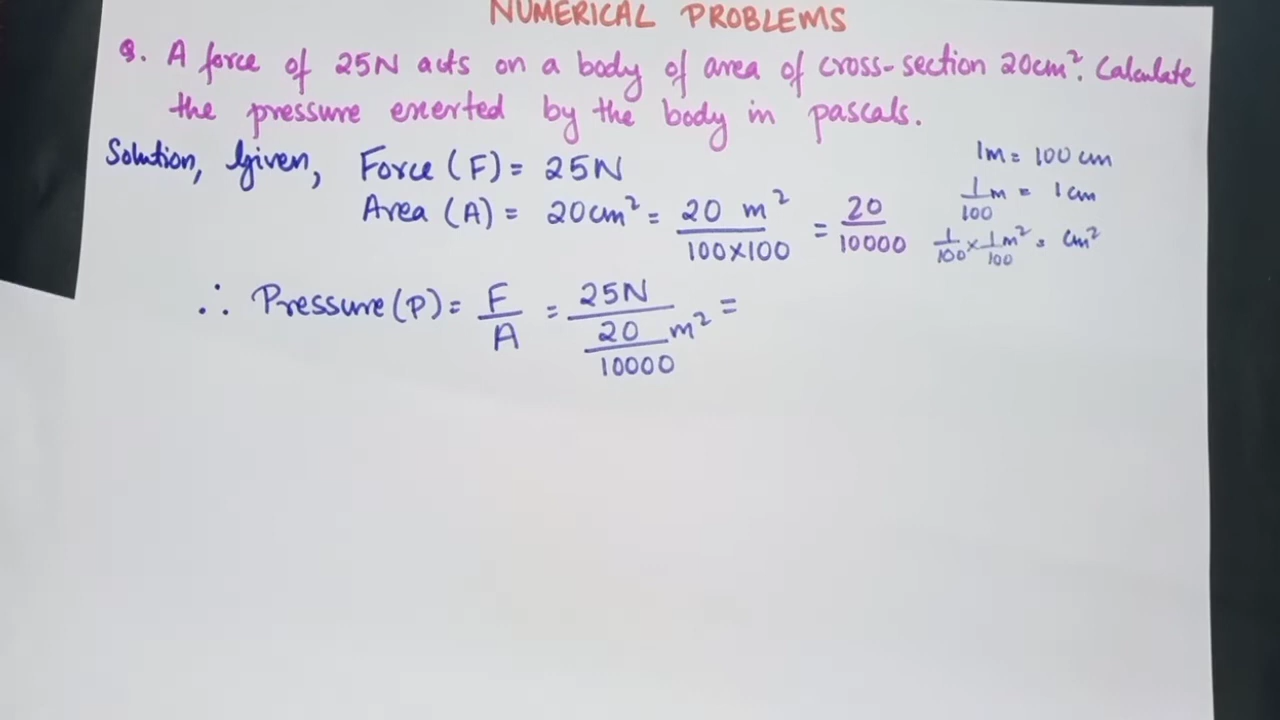 NUMERICAL PROBLEMS
Q. A force of 25N acts on a body of area of cross-section 20cm². Calculate
the pressure exerted by the body in pascals.
Solution, Given, Force (F) = 25N
Area (A) = 20cm² = 20 m² / 100×100 = 20 / 10000
1m = 100 cm
1/100 m = 1 cm
1/100 × 1/100 m² = cm²
∴ Pressure (P) = F/A = 25N / 20/10000 m² =